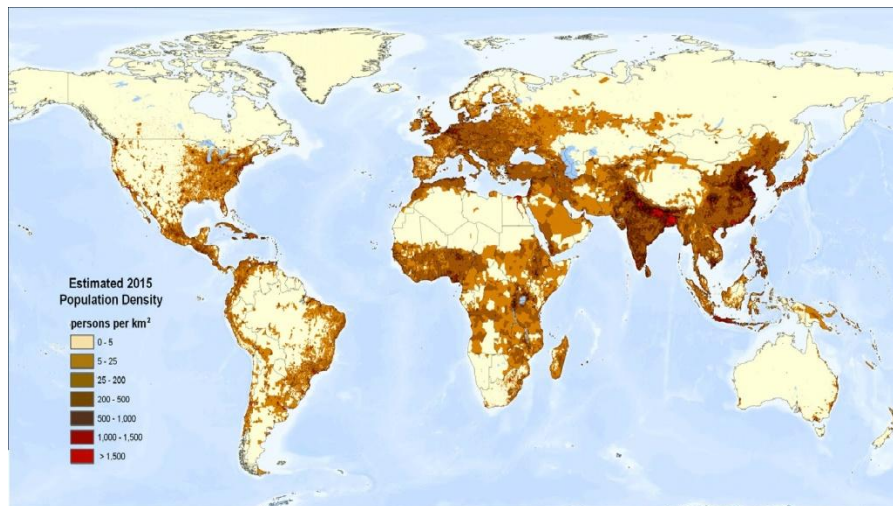 Estimated 2015
Population Density
persons per km²
0 - 5
5 - 25
25 - 200
200 - 500
500 - 1,000
1,000 - 1,500
> 1,500